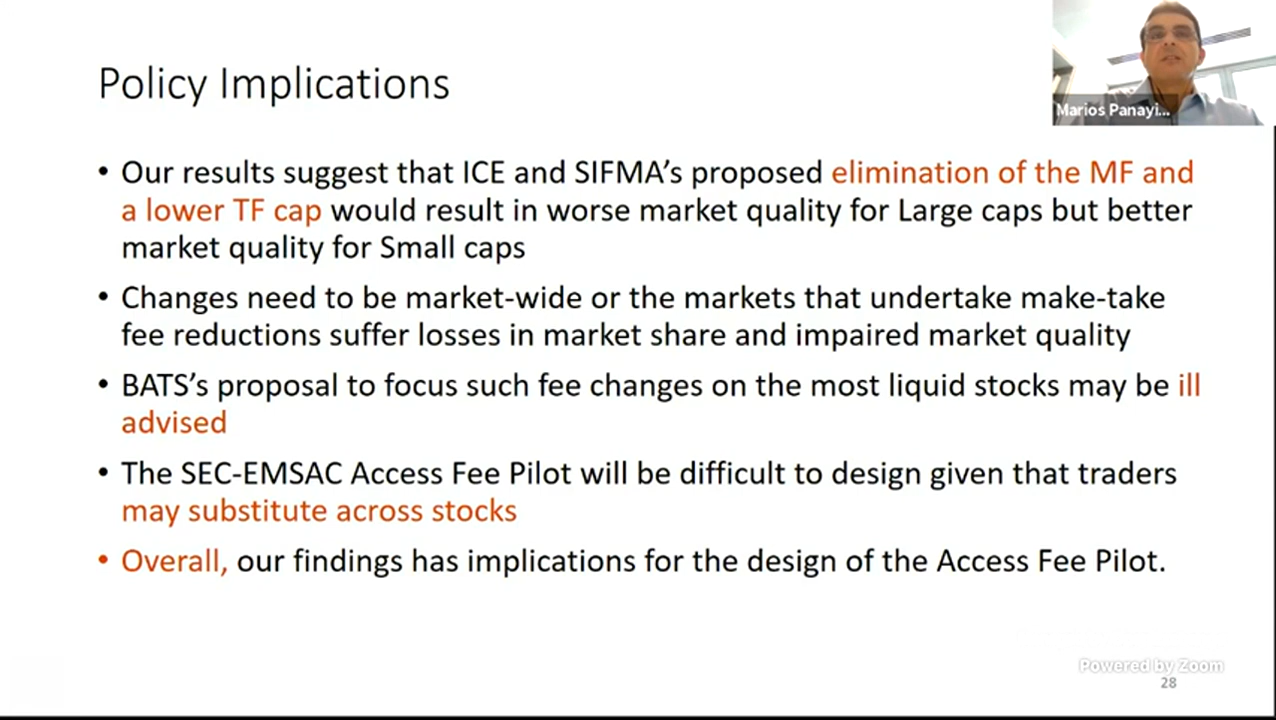 Policy Implications
Marios Panayi...
• Our results suggest that ICE and SIFMA's proposed elimination of the MF and
a lower TF cap would result in worse market quality for Large caps but better
market quality for Small caps
• Changes need to be market-wide or the markets that undertake make-take
fee reductions suffer losses in market share and impaired market quality
• BATS's proposal to focus such fee changes on the most liquid stocks may be ill
advised
• The SEC-EMSAC Access Fee Pilot will be difficult to design given that traders
may substitute across stocks
• Overall, our findings has implications for the design of the Access Fee Pilot.
Powered by Zoom
28